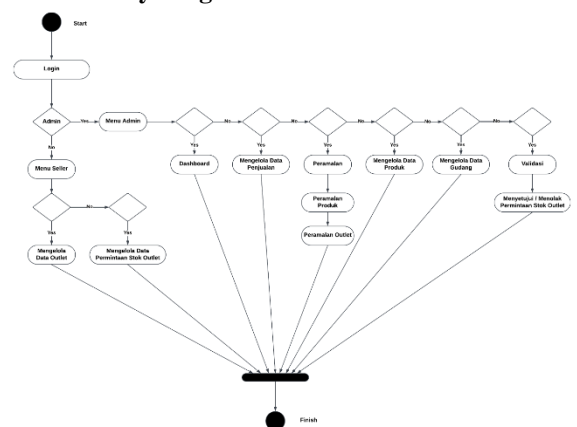 Start
Login
Admin
Yes
Menu Admin
No
No
No
No
No
No
Yes
Yes
Yes
Yes
Yes
Yes
Menu Seller
Dashboard
Mengelola Data
Penjualan
Peramalan
Mengelola Data
Produk
Mengelola Data
Gudang
Validasi
Peramalan
Produk
Menyetujui / Menolak
Permintaan Stok Outlet
No
Yes
Yes
Peramalan Outlet
Mengelola
Data Outlet
Mengelola Data
Permintaan Stok Outlet
Finish